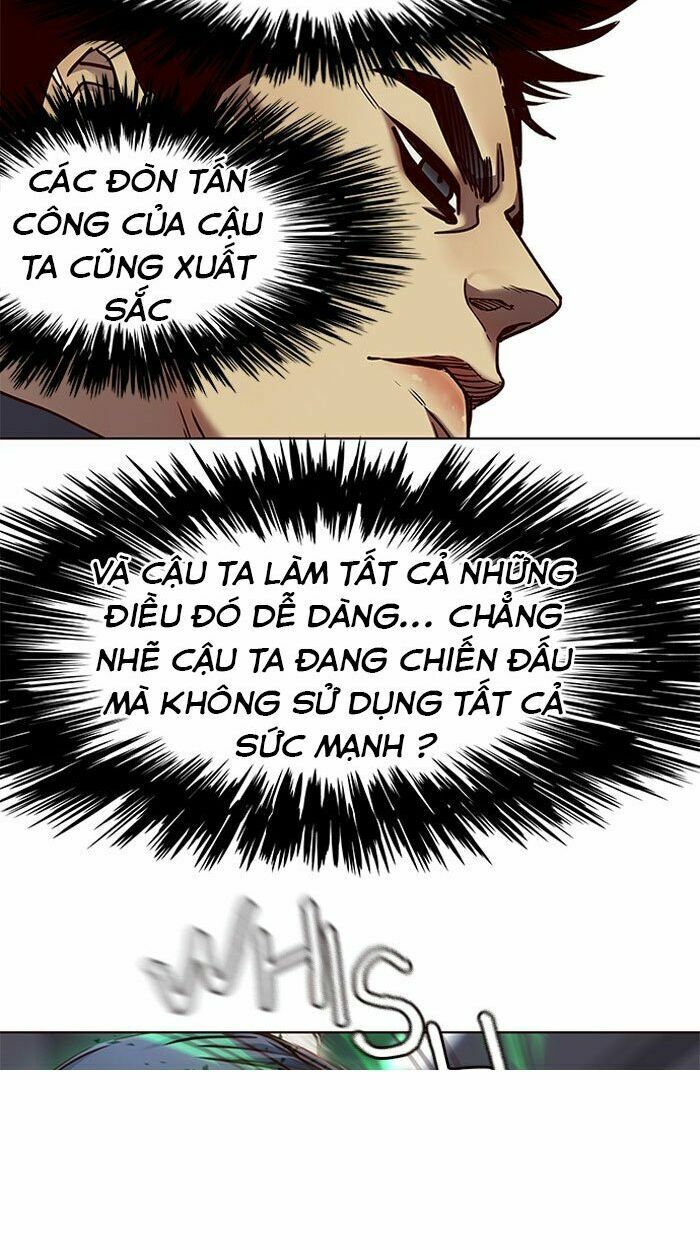 CÁC ĐÒN TẤN
CÔNG CỦA CẬU
TA CŨNG XUẤT
SẮC
VÀ CẬU TA LÀM TẤT CẢ NHỮNG
ĐIỀU ĐÓ DỄ DÀNG... CHẲNG
NHẼ CẬU TA ĐANG CHIẾN ĐẤU
MÀ KHÔNG SỬ DỤNG TẤT CẢ
SỨC MẠNH ?
WHISH